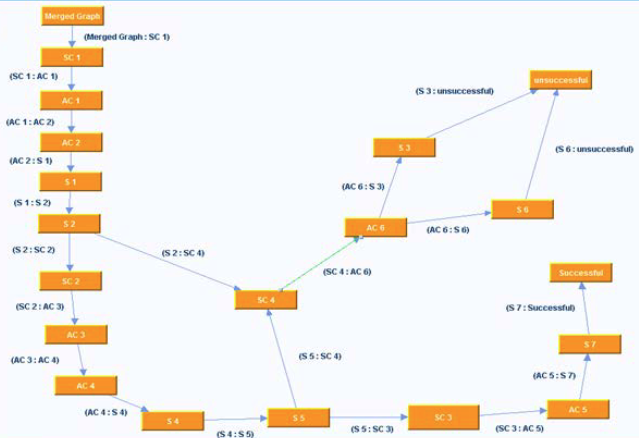 Merged Graph
(Merged Graph : SC 1)
SC 1
(SC 1 : AC 1)
AC 1
(AC 1 : AC 2)
AC 2
(AC 2 : S 1)
S 1
(S 1 : S 2)
S 2
(S 2 : SC 2)
(S 2 : SC 4)
SC 2
(SC 2 : AC 3)
AC 3
(AC 3 : AC 4)
AC 4
(AC 4 : S 4)
S 4
(S 4 : S 5)
S 5
(S 5 : SC 4)
SC 4
(SC 4 : AC 6)
AC 6
(AC 6 : S 3)
S 3
(S 3 : unsuccessful)
unsuccessful
(AC 6 : S 6)
S 6
(S 6 : unsuccessful)
(S 5 : SC 3)
SC 3
(SC 3 : AC 5)
AC 5
(AC 5 : S 7)
S 7
(S 7 : Successful)
Successful